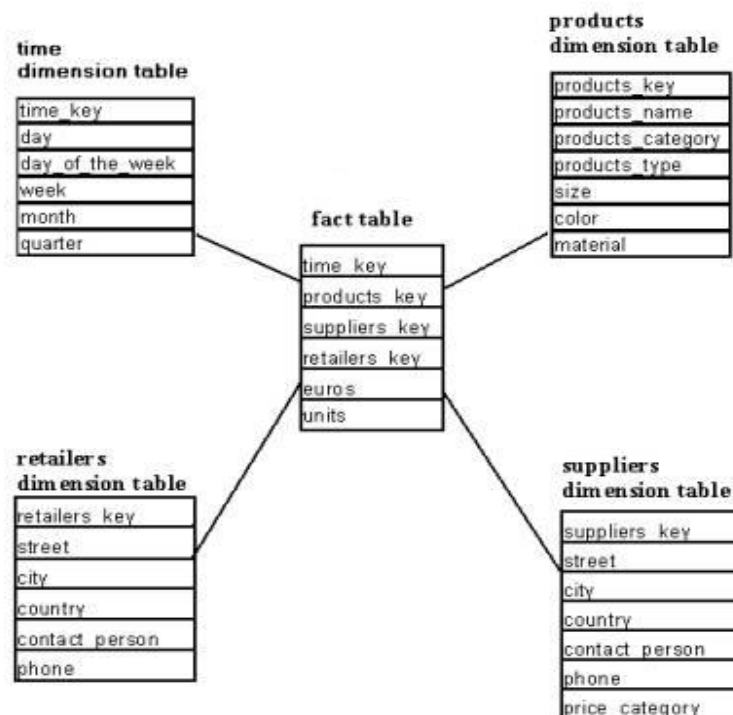 time
dimension table
time_key
day
day_of_the_week
week
month
quarter
products
dimension table
products_key
products_name
products_category
products_type
size
color
material
fact table
time_key
products_key
suppliers_key
retailers_key
euros
units
retailers
dimension table
retailers_key
street
city
country
contact_person
phone
suppliers
dimension table
suppliers_key
street
city
country
contact_person
phone
price_category